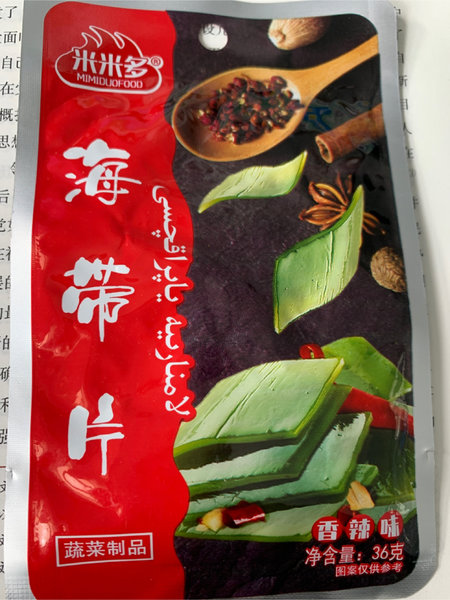 米米多®
MIMIDUOFOOD
海带片
لامنارىيە ياپراقچىسى
蔬菜制品
香辣味
净含量：36克
图案仅供参考